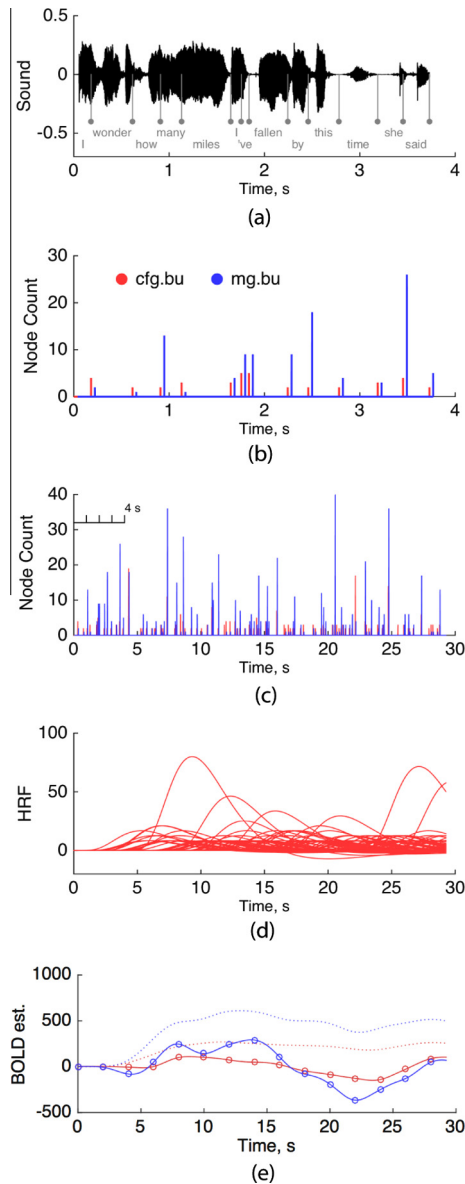 0.5
0
-0.5
Sound
wonder many I fallen this she
I how miles 've by time said
0 1 2 3 4
Time, s
(a)
30
20
10
0
Node Count
cfg.bu mg.bu
0 1 2 3 4
Time, s
(b)
40
30
20
10
0
Node Count
4 s
0 5 10 15 20 25 30
Time, s
(c)
100
50
0
HRF
0 5 10 15 20 25 30
Time, s
(d)
1000
500
0
-500
BOLD est.
0 5 10 15 20 25 30
Time, s
(e)